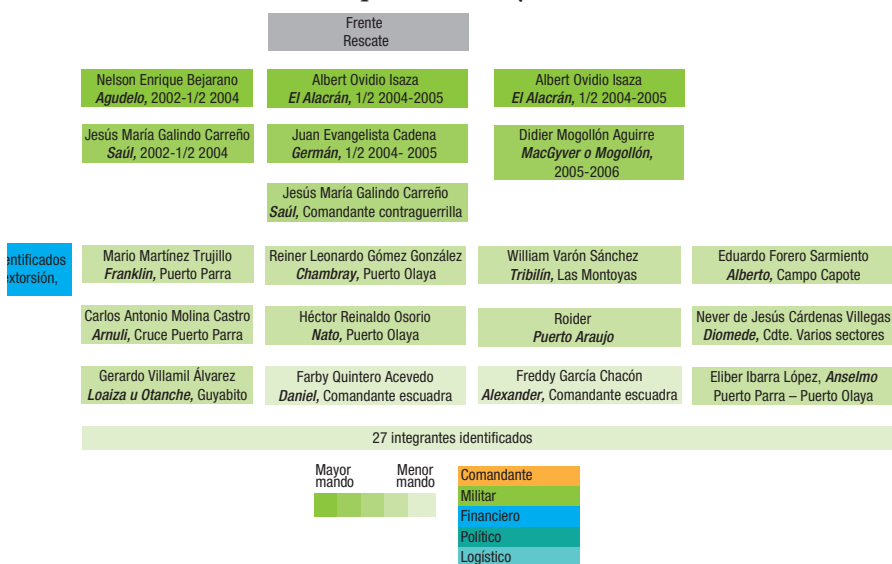 Frente
Rescate
Nelson Enrique Bejarano
Agudelo, 2002-1/2 2004
Albert Ovidio Isaza
El Alacrán, 1/2 2004-2005
Albert Ovidio Isaza
El Alacrán, 1/2 2004-2005
Jesús María Galindo Carreño
Saúl, 2002-1/2 2004
Juan Evangelista Cadena
Germán, 1/2 2004- 2005
Didier Mogollón Aguirre
MacGyver o Mogollón,
2005-2006
Jesús María Galindo Carreño
Saúl, Comandante contraguerrilla
entificados
extorsión,
Mario Martínez Trujillo
Franklin, Puerto Parra
Reiner Leonardo Gómez González
Chambray, Puerto Olaya
William Varón Sánchez
Tribilín, Las Montoyas
Eduardo Forero Sarmiento
Alberto, Campo Capote
Carlos Antonio Molina Castro
Arnuli, Cruce Puerto Parra
Héctor Reinaldo Osorio
Nato, Puerto Olaya
Roider
Puerto Araujo
Never de Jesús Cárdenas Villegas
Diomede, Cdte. Varios sectores
Gerardo Villamil Álvarez
Loaiza u Otanche, Guyabito
Farby Quintero Acevedo
Daniel, Comandante escuadra
Freddy García Chacón
Alexander, Comandante escuadra
Eliber Ibarra López, Anselmo
Puerto Parra – Puerto Olaya
27 integrantes identificados
Mayor
mando
Menor
mando
Comandante
Militar
Financiero
Político
Logístico